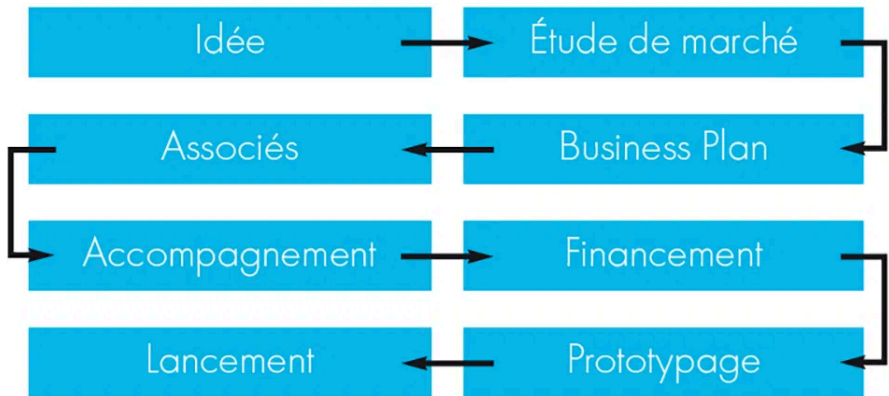 Idée
Étude de marché
Business Plan
Associés
Accompagnement
Financement
Prototypage
Lancement